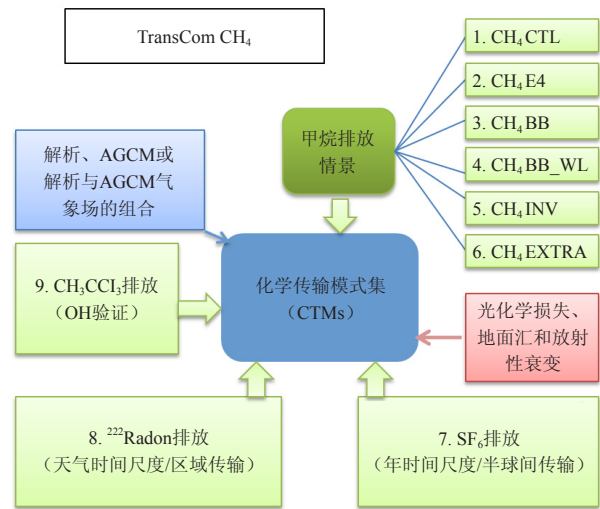 TransCom CH₄
1. CH₄ CTL
2. CH₄ E4
3. CH₄ BB
4. CH₄ BB_WL
5. CH₄ INV
6. CH₄ EXTRA
甲烷排放
情景
解析、AGCM或
解析与AGCM气
象场的组合
9. CH₃CCI₃排放
（OH验证）
化学传输模式集
（CTMs）
光化学损失、
地面汇和放射
性衰变
8. ²²²Radon排放
（天气时间尺度/区域传输）
7. SF₆排放
（年时间尺度/半球间传输）